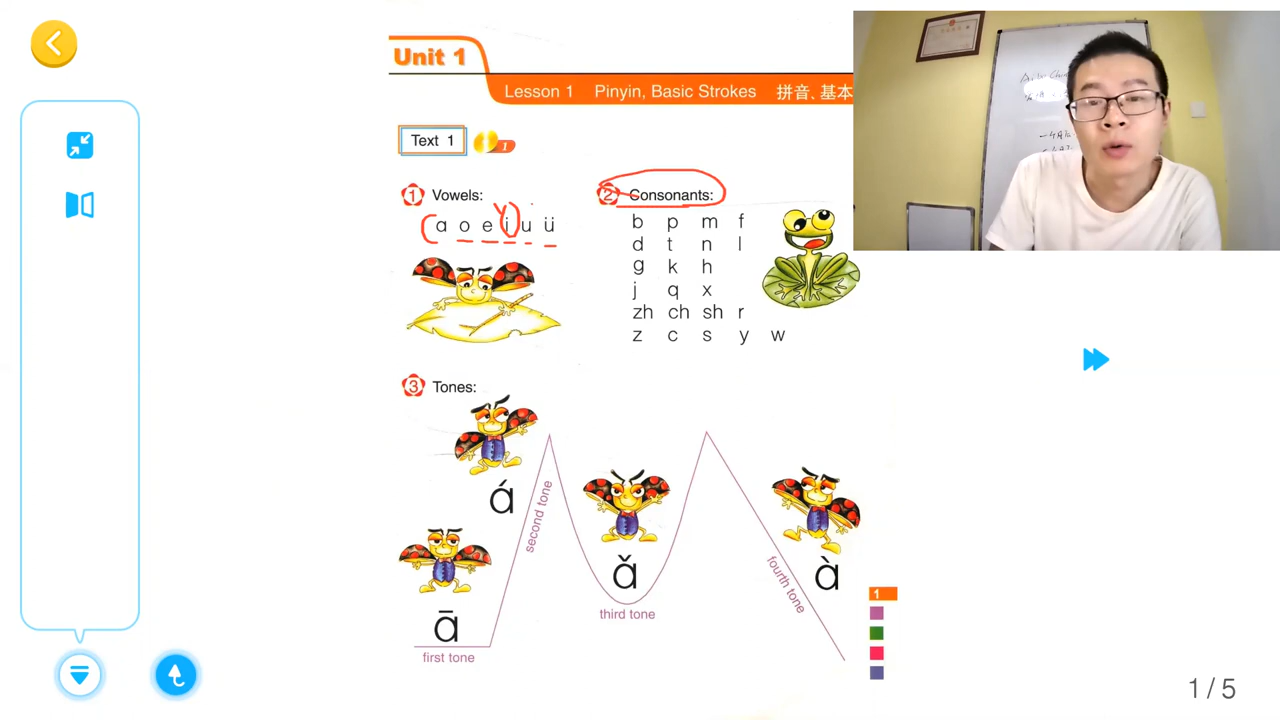 Unit 1
Lesson 1 Pinyin, Basic Strokes 拼音、基本
Text 1
1
1 Vowels:
a o e i u ü
y
2 Consonants:
b p m f
d t n l
g k h
j q x
zh ch sh r
z c s y w
3 Tones:
á
second tone
ā
first tone
ǎ
third tone
à
fourth tone
1
1 / 5